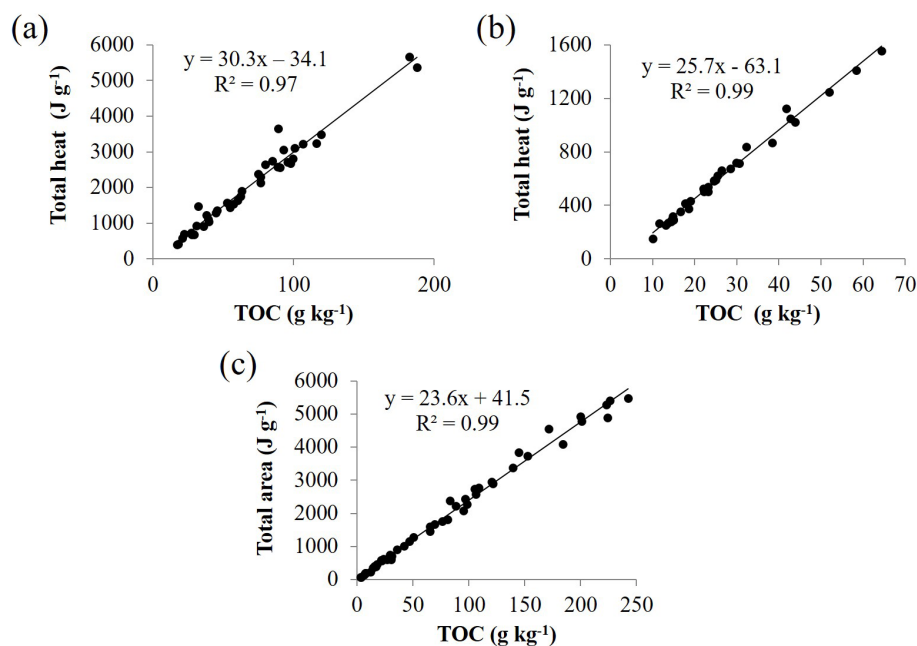 (a)
y = 30.3x – 34.1
R² = 0.97
Total heat (J g⁻¹)
6000
5000
4000
3000
2000
1000
0
0 100 200
TOC (g kg⁻¹)
(b)
y = 25.7x - 63.1
R² = 0.99
Total heat (J g⁻¹)
1600
1200
800
400
0
0 10 20 30 40 50 60 70
TOC (g kg⁻¹)
(c)
y = 23.6x + 41.5
R² = 0.99
Total area (J g⁻¹)
6000
5000
4000
3000
2000
1000
0
0 50 100 150 200 250
TOC (g kg⁻¹)